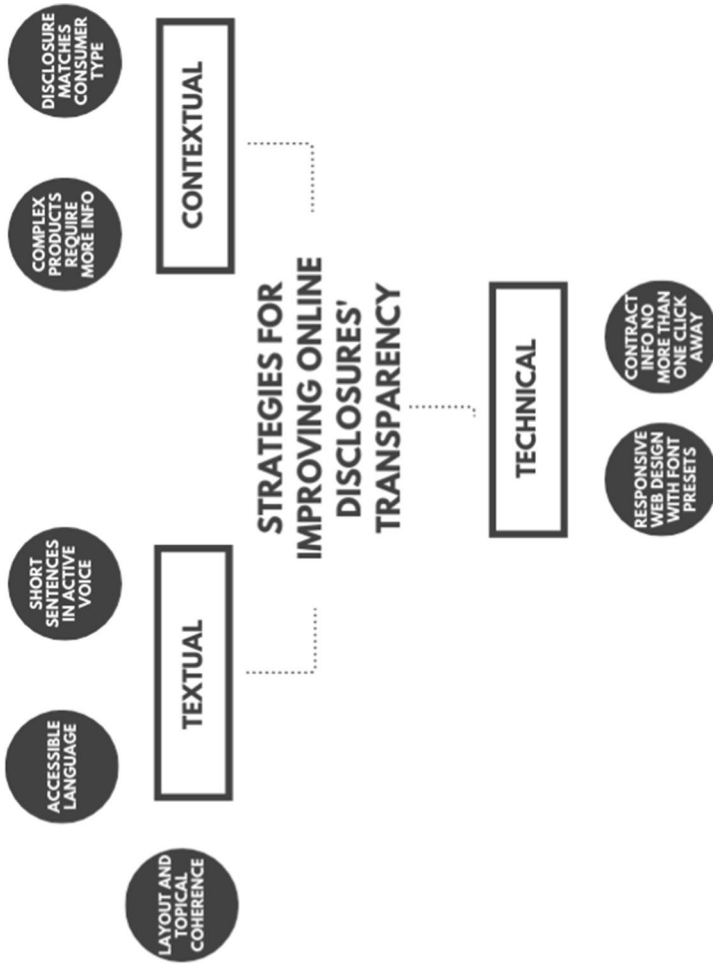 LAYOUT AND
TOPICAL
COHERENCE
ACCESSIBLE
LANGUAGE
SHORT
SENTENCES
IN ACTIVE
VOICE
TEXTUAL
COMPLEX
PRODUCTS
REQUIRE
MORE INFO
DISCLOSURE
MATCHES
CONSUMER
TYPE
CONTEXTUAL
STRATEGIES FOR
IMPROVING ONLINE
DISCLOSURES'
TRANSPARENCY
TECHNICAL
RESPONSIVE
WEB DESIGN
WITH FONT
PRESETS
CONTRACT
INFO NO
MORE THAN
ONE CLICK
AWAY